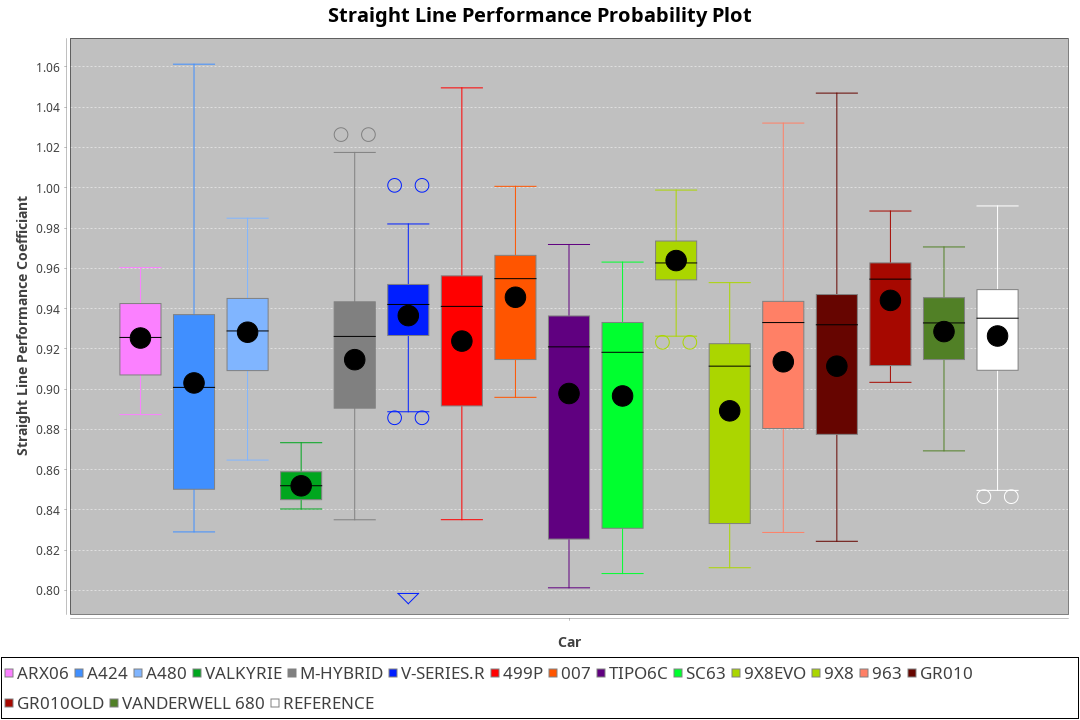 Straight Line Performance Probability Plot
Straight Line Performance Coefficiant
1.06
1.04
1.02
1.00
0.98
0.96
0.94
0.92
0.90
0.88
0.86
0.84
0.82
0.80
Car
ARX06 A424 A480 VALKYRIE M-HYBRID V-SERIES.R 499P 007 TIPO6C SC63 9X8EVO 9X8 963 GR010
GR010OLD VANDERWELL 680 REFERENCE